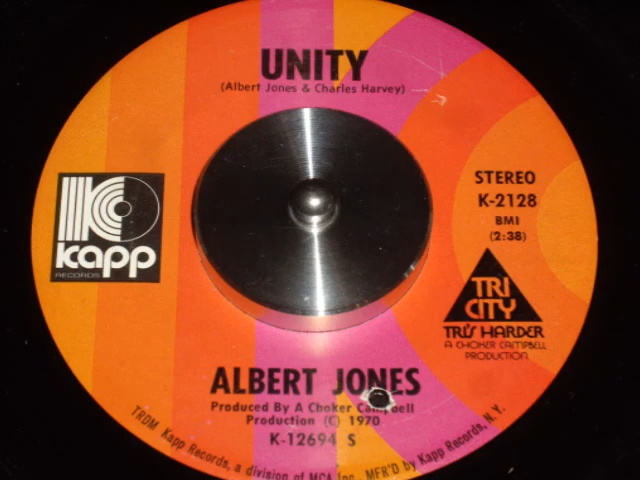 UNITY
(Albert Jones & Charles Harvey)
kapp
RECORDS
STEREO
K-2128
BMI
(2:38)
TRI
CITY
TRI'S HARDER
A CHOKER CAMPBELL
PRODUCTION
ALBERT JONES
Produced By A Choker Campbell
Production (C) 1970
K-12694 S
TRDM Kapp Records, a division of MCA Inc. MFR'D by Kapp Records, N.Y.